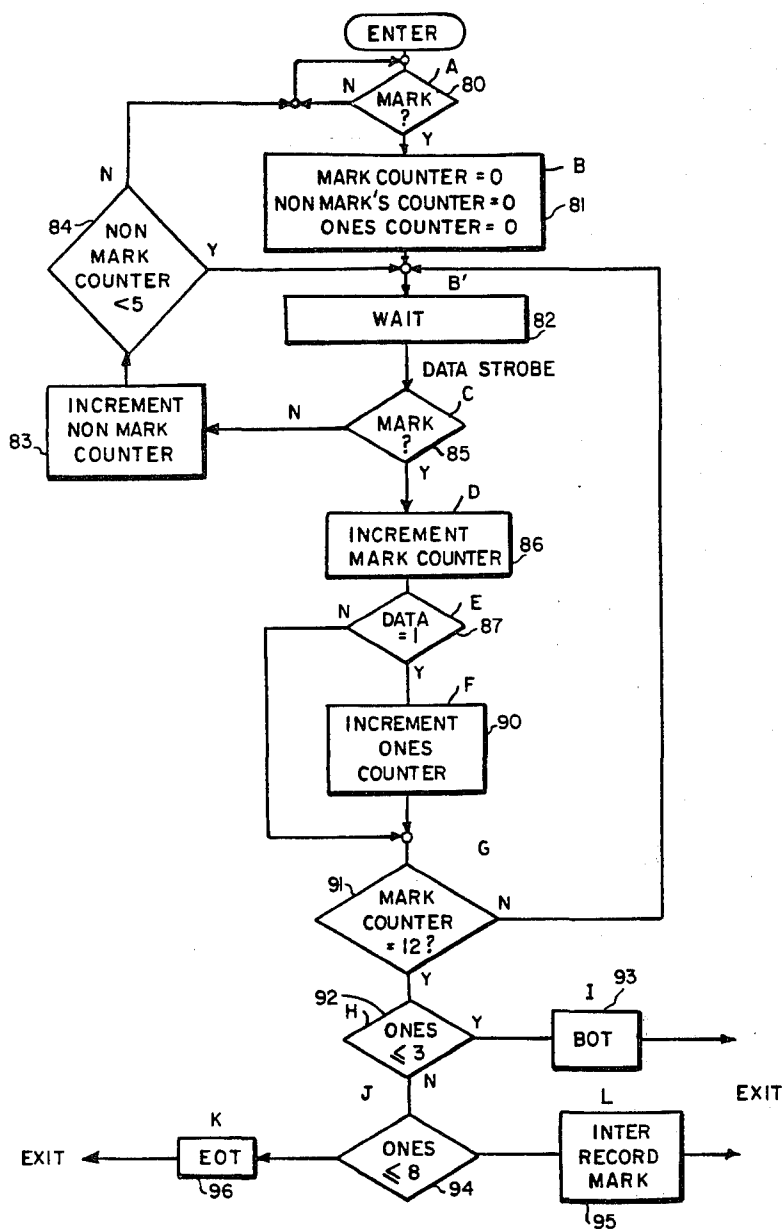 ENTER
A
80
N
MARK
?
Y
B
MARK COUNTER = 0
NON MARK'S COUNTER = 0
ONES COUNTER = 0
81
N
84
NON
MARK
COUNTER
<5
Y
B'
WAIT
82
DATA STROBE
INCREMENT
NON MARK
COUNTER
83
N
C
MARK
?
85
Y
D
INCREMENT
MARK COUNTER
86
N
E
DATA
= 1
87
Y
F
INCREMENT
ONES
COUNTER
90
G
91
MARK
COUNTER
= 12?
N
Y
92
H
ONES
≤ 3
Y
I
93
BOT
N
J
L
EXIT
K
EXIT
EOT
96
ONES
≤ 8
94
INTER
RECORD
MARK
95